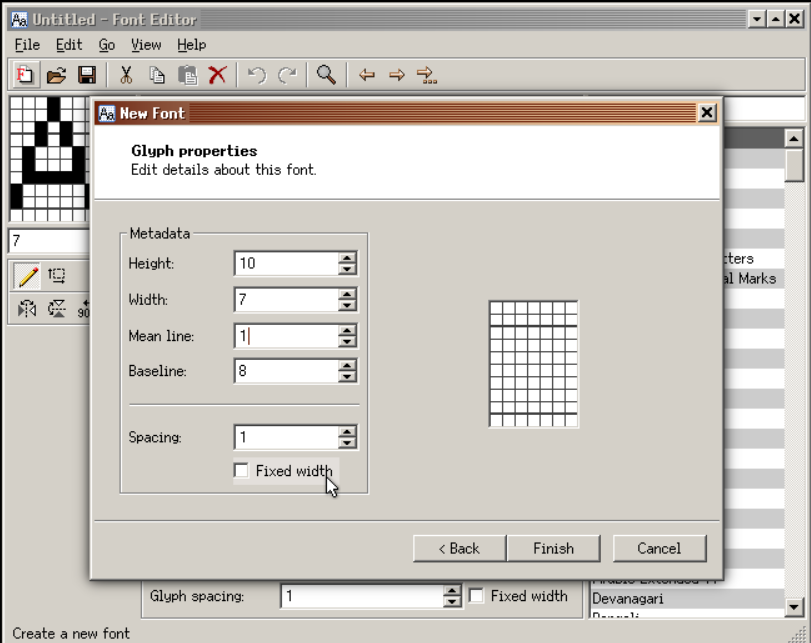 Untitled - Font Editor
File Edit Go View Help
New Font
Glyph properties
Edit details about this font.
7
Metadata
Height: 10
Width: 7
Mean line: 1
Baseline: 8
Spacing: 1
Fixed width
al Marks
< Back Finish Cancel
Glyph spacing: 1 Fixed width
Devanagari
Create a new font